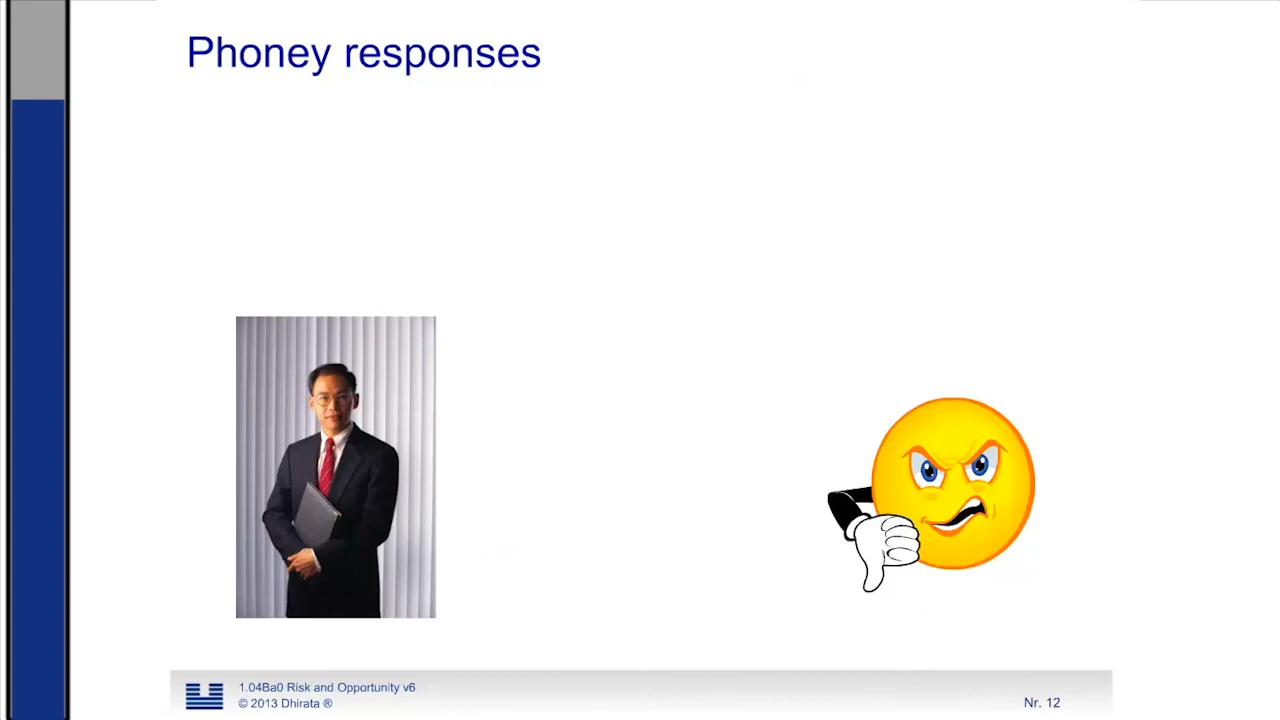 Phoney responses
1.04Ba0 Risk and Opportunity v6
© 2013 Dhirata ®
Nr. 12